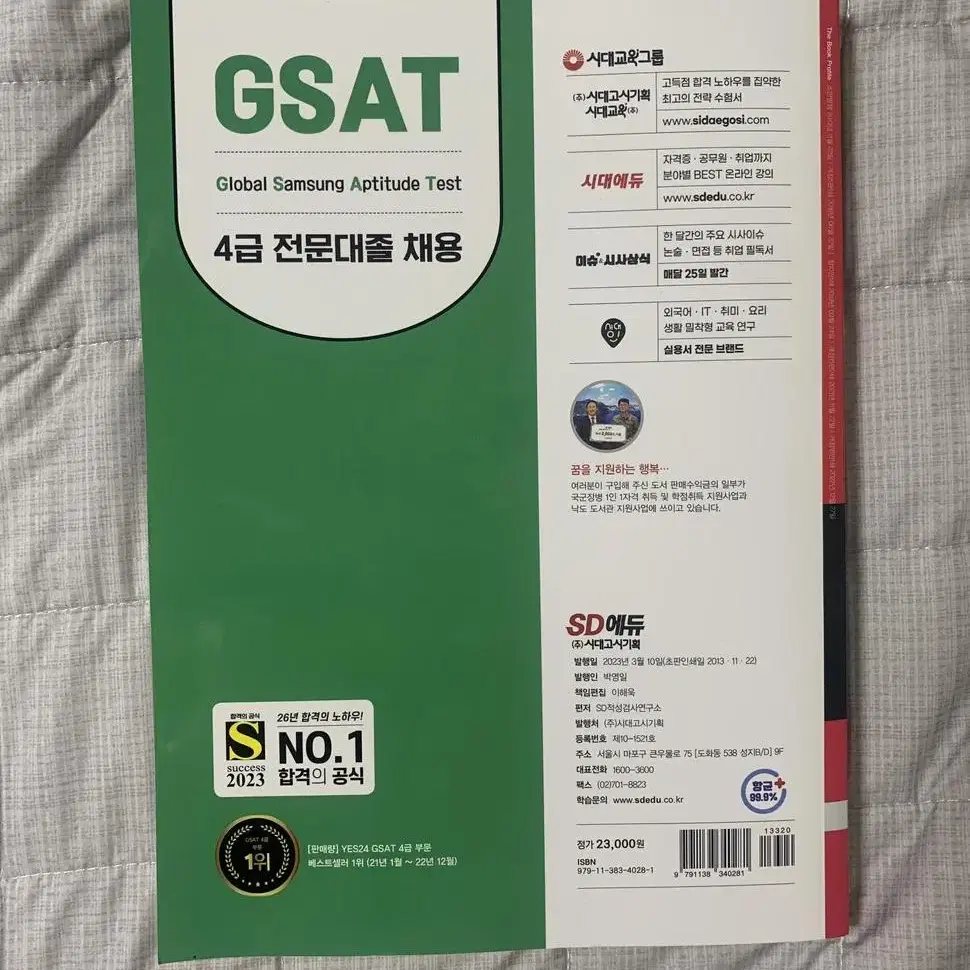 GSAT
Global Samsung Aptitude Test
4급 전문대졸 채용
합격의 공식
S
success
2023
26년 합격의 노하우!
NO.1
합격의 공식
GSAT 4급
부문
1위
[판매량] YES24 GSAT 4급 부문
베스트셀러 1위 (21년 1월 ~ 22년 12월)
시대교육그룹
(주)시대고시기획
시대교육(주)
고득점 합격 노하우를 집약한
최고의 전략 수험서
www.sidaegosi.com
시대에듀
자격증 · 공무원 · 취업까지
분야별 BEST 온라인 강의
www.sdedu.co.kr
이슈&시사상식
한 달간의 주요 시사이슈
논술 · 면접 등 취업 필독서
매달 25일 발간
시대인
외국어 · IT · 취미 · 요리
생활 밀착형 교육 연구
실용서 전문 브랜드
꿈을 지원하는 행복…
여러분이 구입해 주신 도서 판매수익금의 일부가
국군장병 1인 1자격 취득 및 학점취득 지원사업과
낙도 도서관 지원사업에 쓰이고 있습니다.
SD에듀
(주)시대고시기획
발행일 2023년 3월 10일(초판인쇄일 2013 · 11 · 22)
발행인 박영일
책임편집 이해욱
편저 SD적성검사연구소
발행처 (주)시대고시기획
등록번호 제10-1521호
주소 서울시 마포구 큰우물로 75 [도화동 538 성지B/D] 9F
대표전화 1600-3600
팩스 (02)701-8823
학습문의 www.sdedu.co.kr
항균+
99.9%
정가 23,000원
ISBN
979-11-383-4028-1
13320
9 791138 340281
The Book Profile